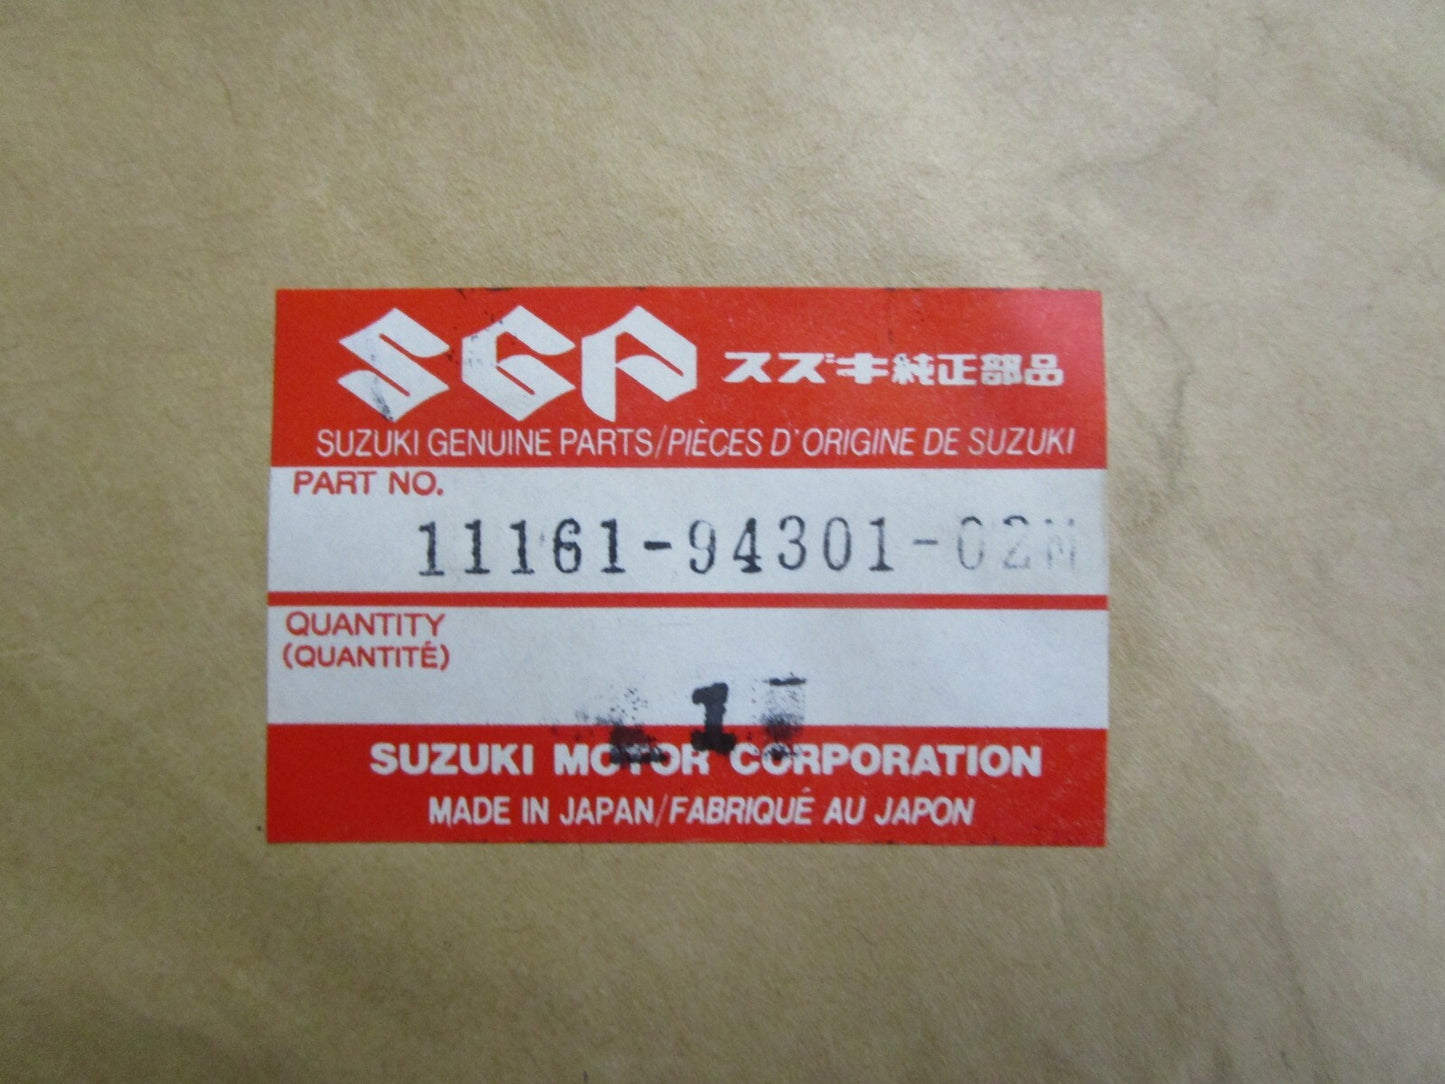 SGP スズキ純正部品
SUZUKI GENUINE PARTS/PIÈCES D'ORIGINE DE SUZUKI
PART NO.
11161-94301-02M
QUANTITY
(QUANTITÉ)
1
SUZUKI MOTOR CORPORATION
MADE IN JAPAN/FABRIQUÉ AU JAPON